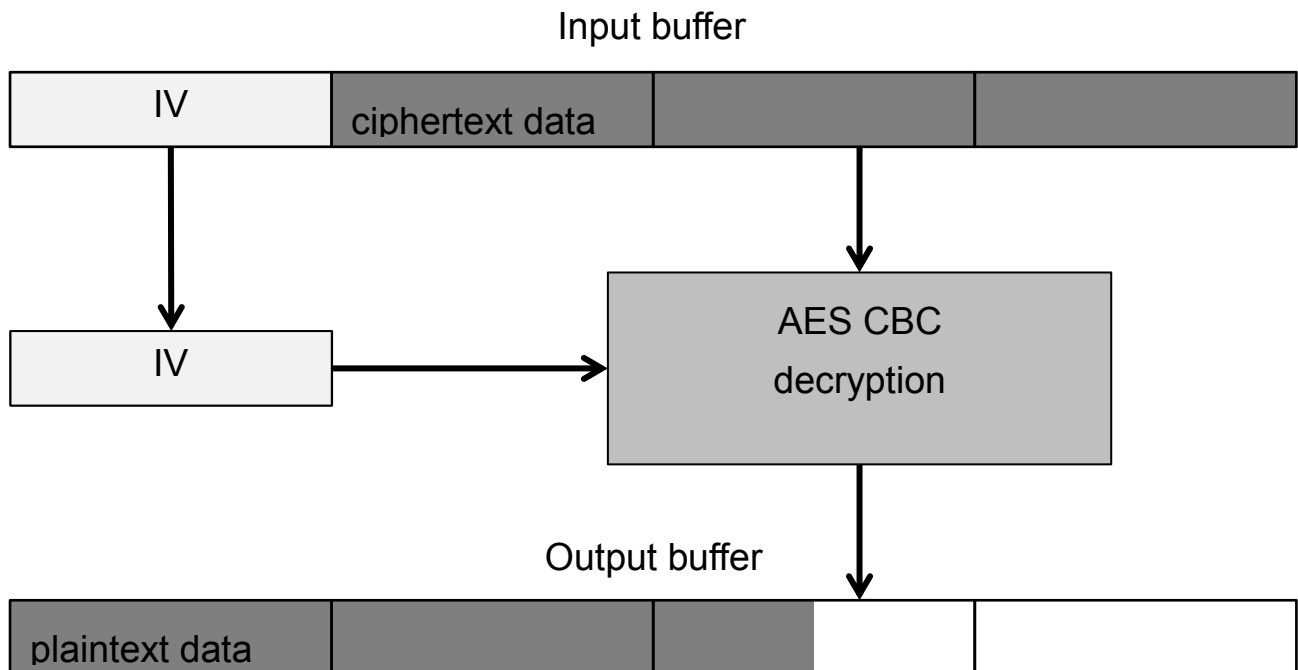 Input buffer
IV
ciphertext data
IV
AES CBC
decryption
Output buffer
plaintext data